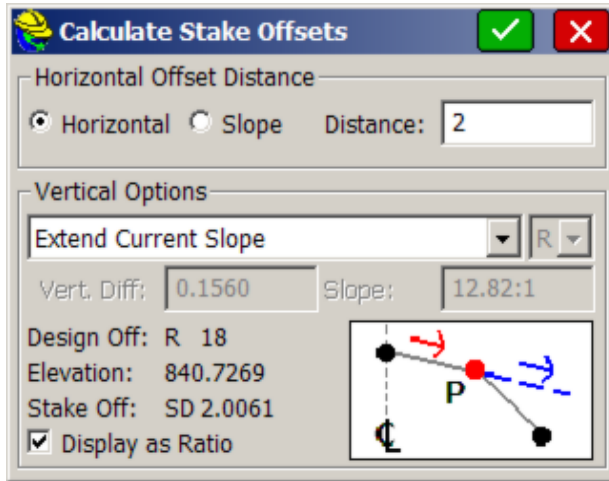 Calculate Stake Offsets
Horizontal Offset Distance
Horizontal Slope Distance: 2
Vertical Options
Extend Current Slope R
Vert. Diff: 0.1560 Slope: 12.82:1
Design Off: R 18
Elevation: 840.7269
Stake Off: SD 2.0061
Display as Ratio
P
℄